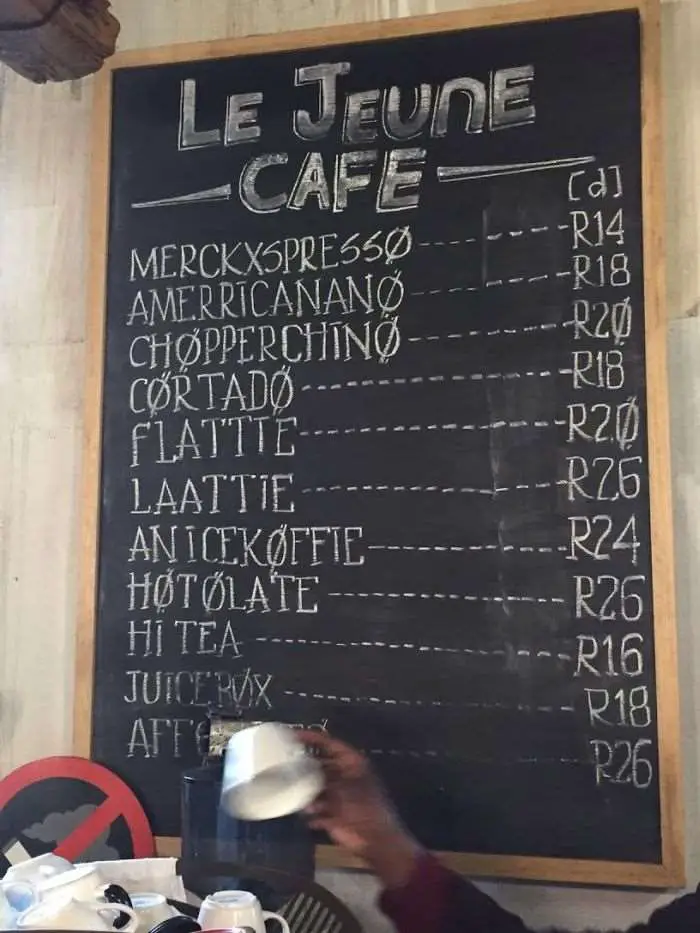 LE JEUNE
CAFE
[d]
MERCKXSPRESSØ R14
AMERRICANANØ R18
CHØPPERCHINØ R2Ø
CØRTADØ R18
FLATTTE R2Ø
LAATTIE R26
ANICEKØFFIE R24
HØTØLATE R26
HI TEA R16
JUICEBØX R18
R26